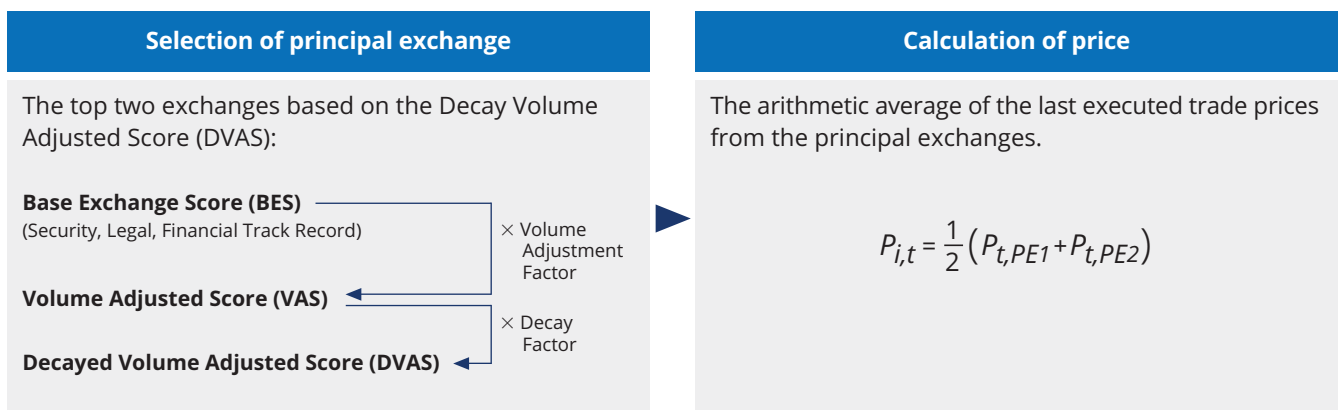 Selection of principal exchange
The top two exchanges based on the Decay Volume
Adjusted Score (DVAS):
Base Exchange Score (BES)
(Security, Legal, Financial Track Record)
× Volume
Adjustment
Factor
Volume Adjusted Score (VAS)
× Decay
Factor
Decayed Volume Adjusted Score (DVAS)
Calculation of price
The arithmetic average of the last executed trade prices
from the principal exchanges.
P_{i,t} = \frac{1}{2} (P_{t,PE1} + P_{t,PE2})